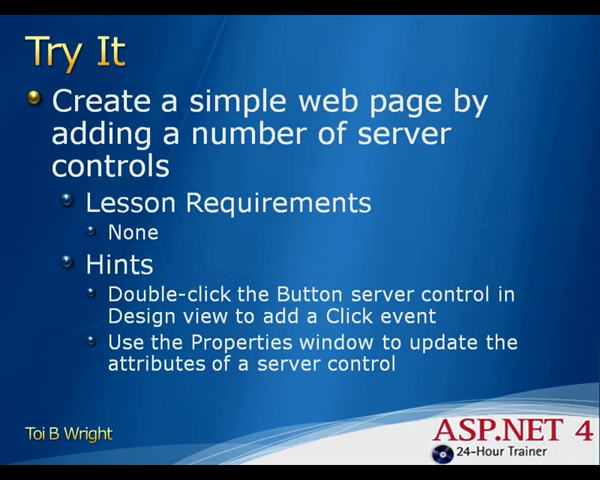 Try It
Create a simple web page by
adding a number of server
controls
Lesson Requirements
None
Hints
Double-click the Button server control in
Design view to add a Click event
Use the Properties window to update the
attributes of a server control
Toi B Wright
ASP.NET 4
24-Hour Trainer